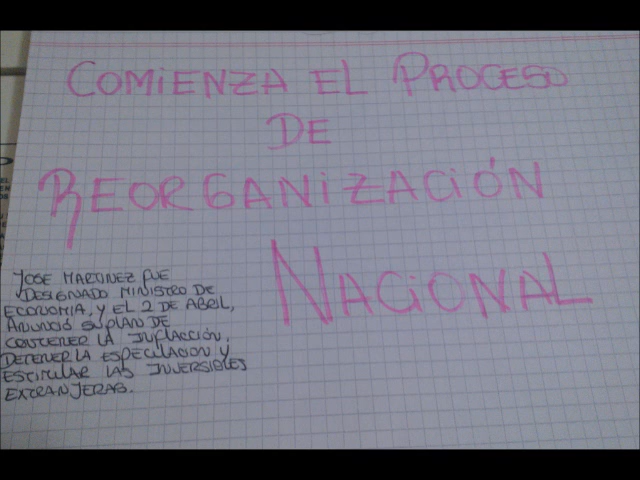 COMIENZA EL PROCESO
DE
REORGANIZACIÓN
NACIONAL
JOSE MARTINEZ FUE
DESIGNADO MINISTRO DE
ECONOMIA, Y EL 2 DE ABRIL,
ANUNCIÓ SU PLAN DE
CONTENER LA INFLACCIÓN,
DETENER LA ESPECULACION Y
ESTIMULAR LAS INVERSIONES
EXTRANJERAS.